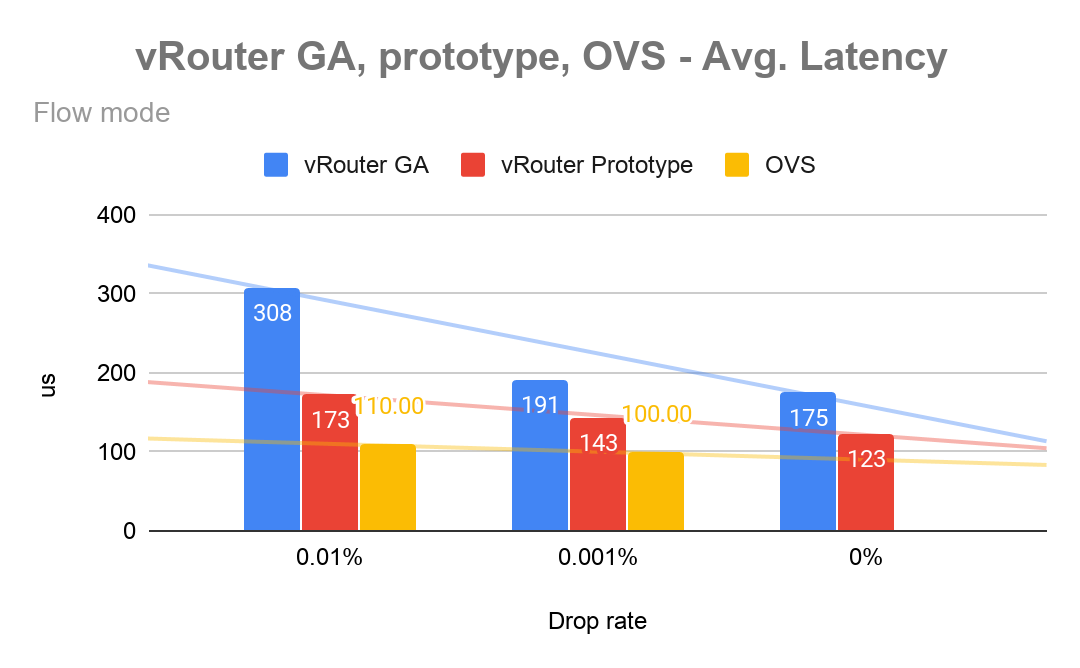 vRouter GA, prototype, OVS - Avg. Latency
Flow mode
vRouter GA vRouter Prototype OVS
400
300
200
100
0
us
308
173
110.00
191
143
100.00
175
123
0.01% 0.001% 0%
Drop rate